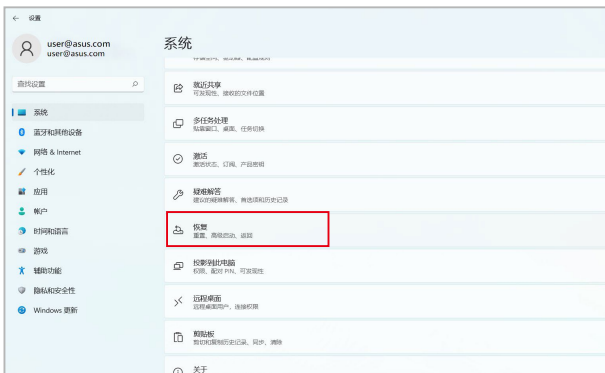 设置
user@asus.com
user@asus.com
系统
查找设置
就近共享
可发现性、接收的文件位置
系统
多任务处理
贴靠窗口、桌面、任务切换
蓝牙和其他设备
网络 & Internet
激活
激活状态、订阅、产品密钥
个性化
应用
疑难解答
建议的疑难解答、首选项和历史记录
帐户
时间和语言
恢复
重置、高级启动、返回
游戏
投影到此电脑
权限、配对 PIN、可发现性
辅助功能
隐私和安全性
远程桌面
远程桌面用户、连接权限
Windows 更新
剪贴板
剪切和复制历史记录、同步、清除
关于